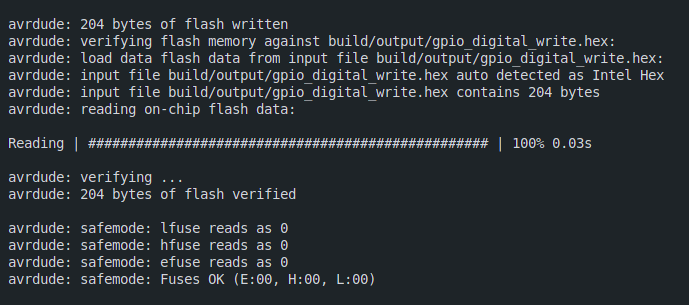 avrdude: 204 bytes of flash written
avrdude: verifying flash memory against build/output/gpio_digital_write.hex:
avrdude: load data flash data from input file build/output/gpio_digital_write.hex:
avrdude: input file build/output/gpio_digital_write.hex auto detected as Intel Hex
avrdude: input file build/output/gpio_digital_write.hex contains 204 bytes
avrdude: reading on-chip flash data:
Reading | ################################################## | 100% 0.03s
avrdude: verifying ...
avrdude: 204 bytes of flash verified
avrdude: safemode: lfuse reads as 0
avrdude: safemode: hfuse reads as 0
avrdude: safemode: efuse reads as 0
avrdude: safemode: Fuses OK (E:00, H:00, L:00)